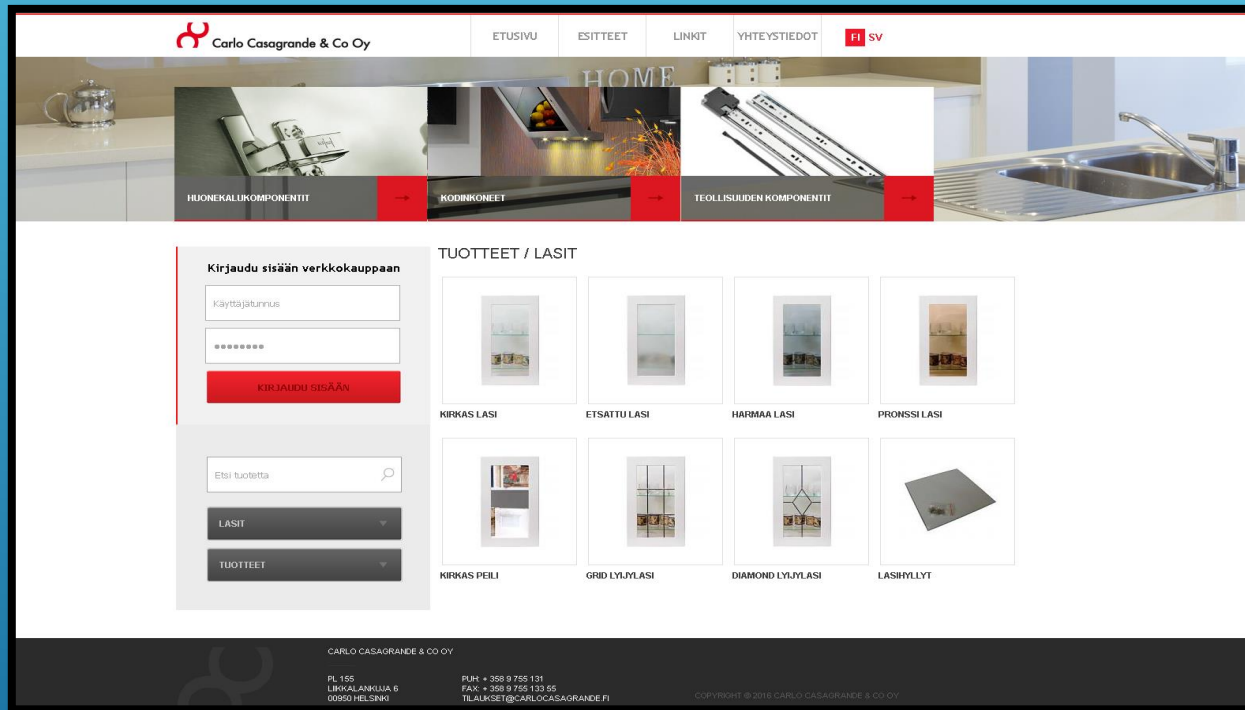 Carlo Casagrande & Co Oy
ETUSIVU
ESITTEET
LINKIT
YHTEYSTIEDOT
FI SV
HOME
HUONEKALUKOMPONENTIT
KODINKONEET
TEOLLISUUDEN KOMPONENTIT
Kirjaudu sisään verkkokauppaan
Käyttäjätunnus
KIRJAUDU SISÄÄN
Etsi tuotetta
LASIT
TUOTTEET
TUOTTEET / LASIT
KIRKAS LASI
ETSATTU LASI
HARMAA LASI
PRONSSI LASI
KIRKAS PEILI
GRID LYIJYLASI
DIAMOND LYIJYLASI
LASIHYLLYT
CARLO CASAGRANDE & CO OY
PL 155
LIIKKALANKUJA 6
00950 HELSINKI
PUH: + 358 9 755 131
FAX: + 358 9 755 133 55
TILAUKSET@CARLOCASAGRANDE.FI
COPYRIGHT © 2016 CARLO CASAGRANDE & CO OY